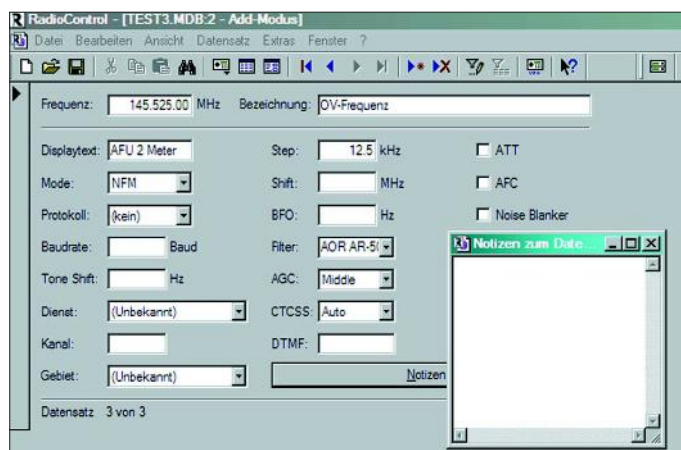 RadioControl - [TEST3.MDB:2 - Add-Modus]
Datei Bearbeiten Ansicht Datensatz Extras Fenster ?
Frequenz: 145.525.00 MHz Bezeichnung: OV-Frequenz
Displaytext: AFU 2 Meter Step: 12.5 kHz ATT
Mode: NFM Shift: MHz AFC
Protokoll: (kein) BFO: Hz Noise Blanker
Baudrate: Baud Filter: AOR AR-5( Notizen zum Date...
Tone Shift: Hz AGC: Middle
Dienst: (Unbekannt) CTCSS: Auto
Kanal: DTMF:
Gebiet: (Unbekannt) Notizen
Datensatz 3 von 3